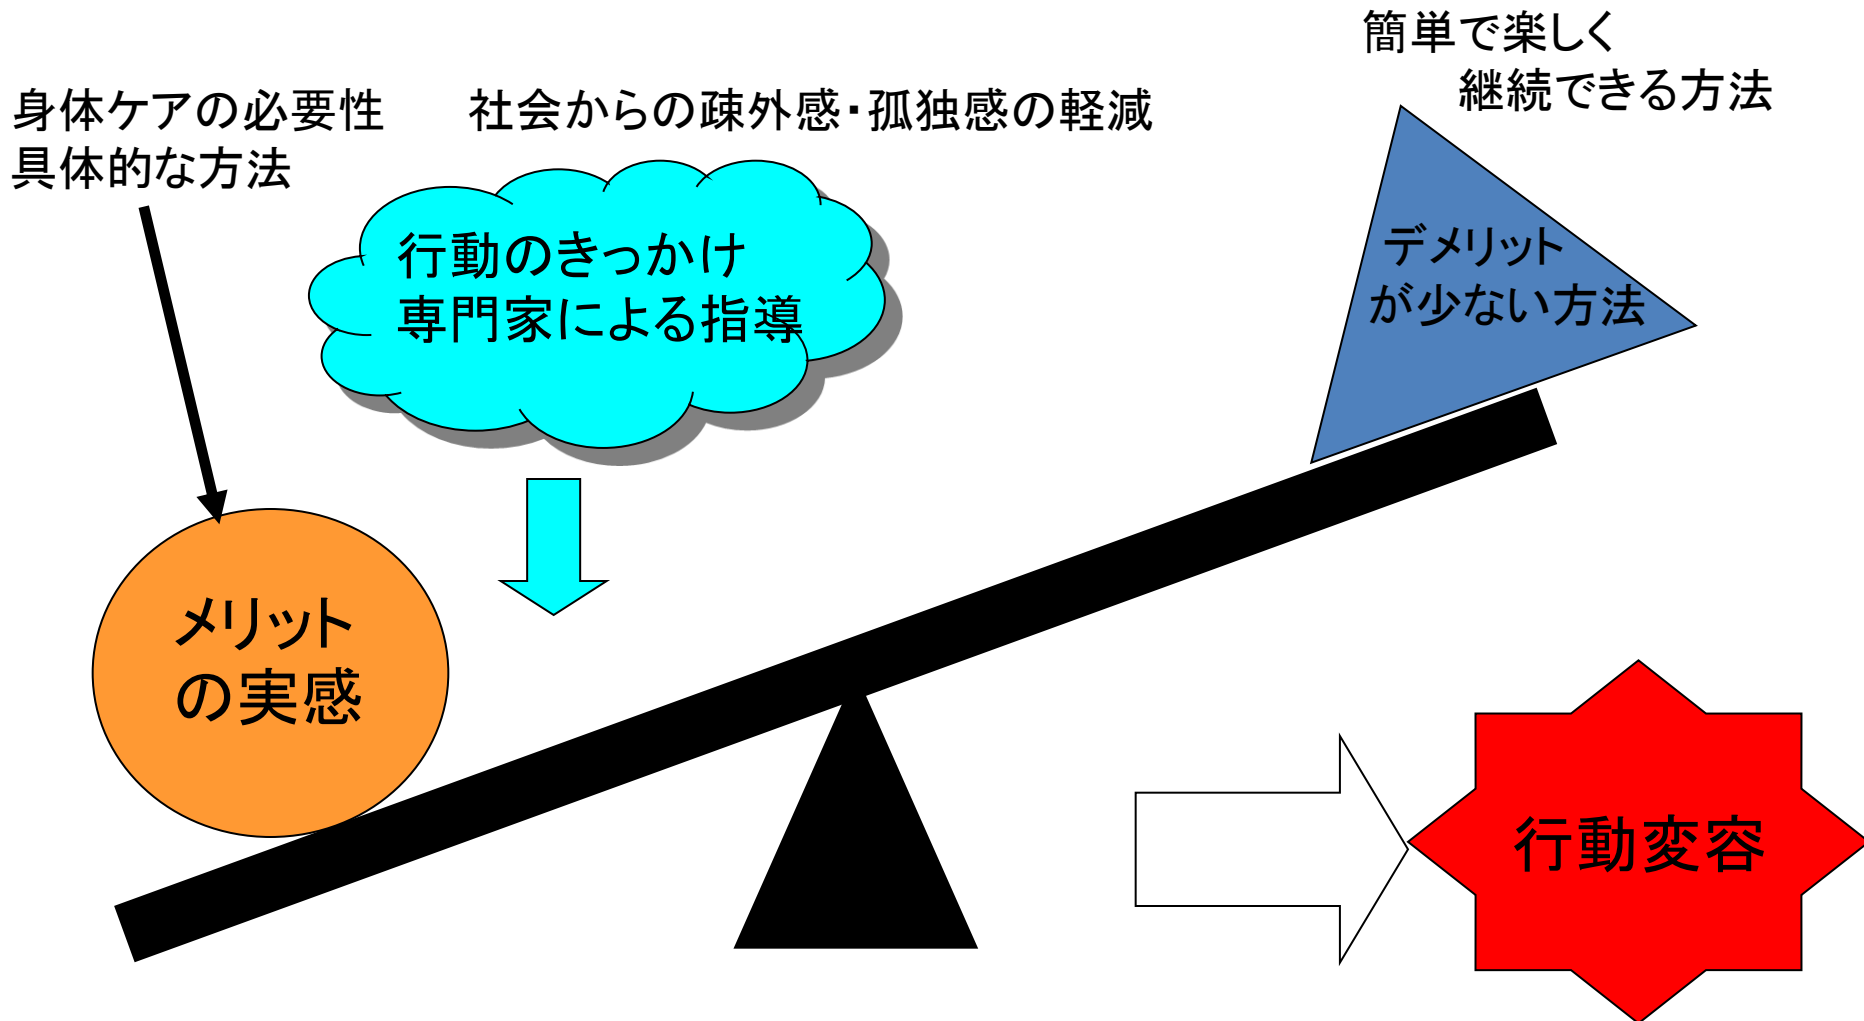 身体ケアの必要性
具体的な方法
社会からの疎外感・孤独感の軽減
簡単で楽しく
継続できる方法
行動のきっかけ
専門家による指導
デメリット
が少ない方法
メリット
の実感
行動変容